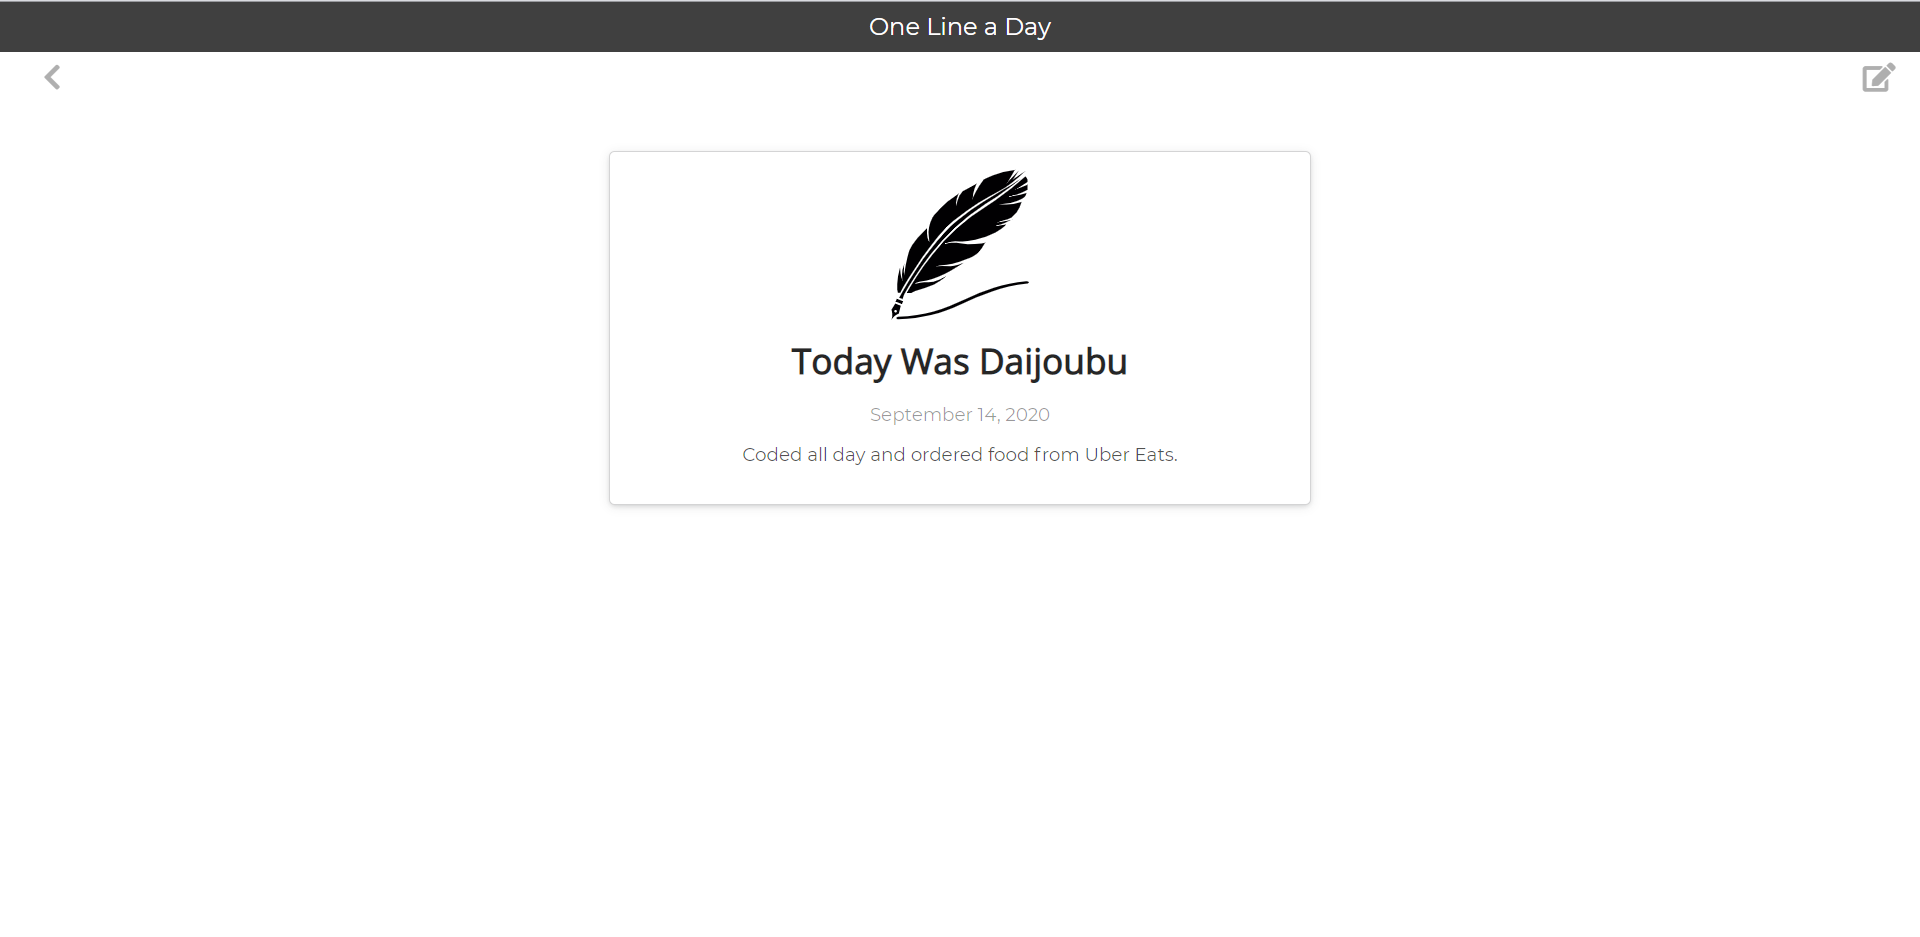 One Line a Day
Today Was Daijoubu
September 14, 2020
Coded all day and ordered food from Uber Eats.